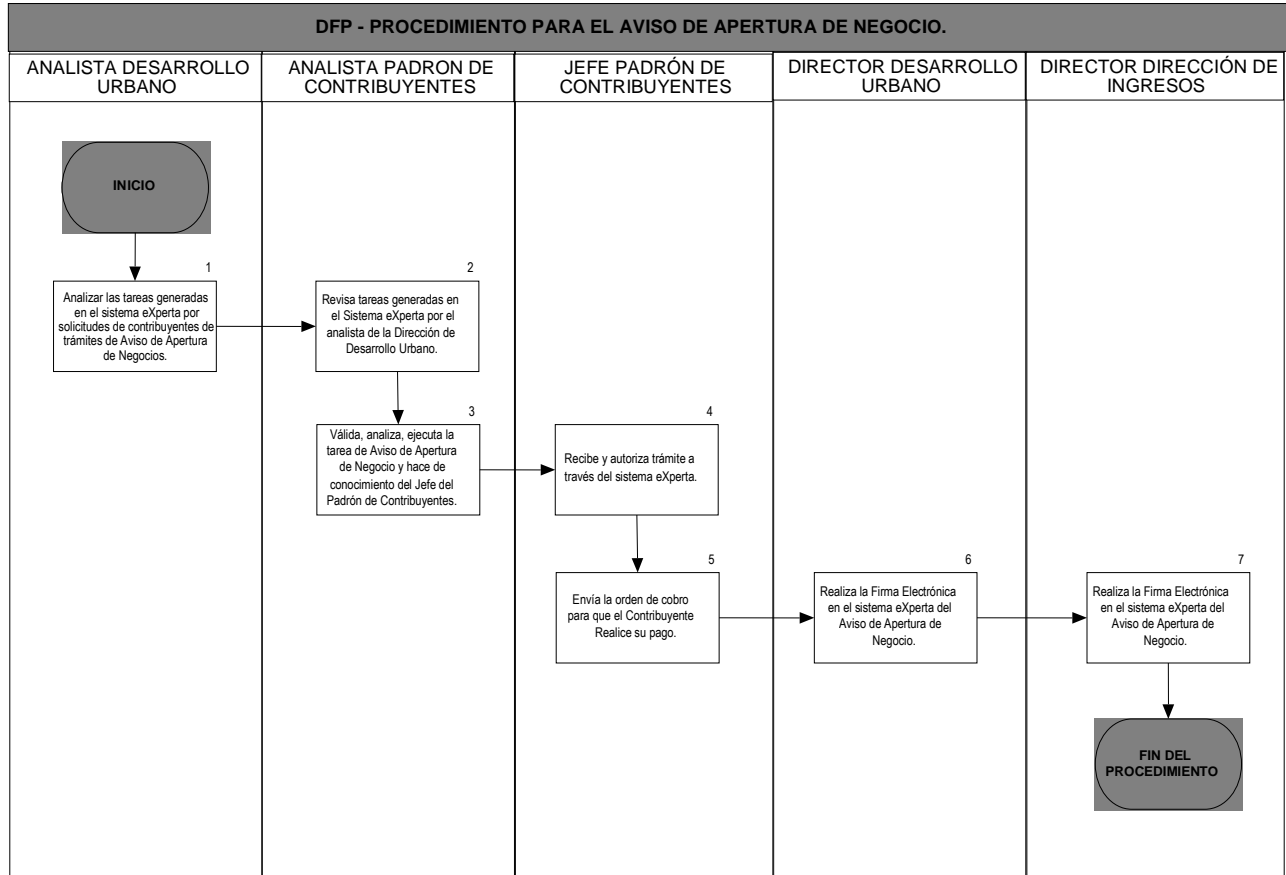 DFP - PROCEDIMIENTO PARA EL AVISO DE APERTURA DE NEGOCIO.
ANALISTA DESARROLLO
URBANO
ANALISTA PADRON DE
CONTRIBUYENTES
JEFE PADRÓN DE
CONTRIBUYENTES
DIRECTOR DESARROLLO
URBANO
DIRECTOR DIRECCIÓN DE
INGRESOS
INICIO
1
Analizar las tareas generadas
en el sistema eXperta por
solicitudes de contribuyentes de
trámites de Aviso de Apertura
de Negocios.
2
Revisa tareas generadas en
el Sistema eXperta por el
analista de la Dirección de
Desarrollo Urbano.
3
Válida, analiza, ejecuta la
tarea de Aviso de Apertura
de Negocio y hace de
conocimiento del Jefe del
Padrón de Contribuyentes.
4
Recibe y autoriza trámite a
través del sistema eXperta.
5
Envía la orden de cobro
para que el Contribuyente
Realice su pago.
6
Realiza la Firma Electrónica
en el sistema eXperta del
Aviso de Apertura de
Negocio.
7
Realiza la Firma Electrónica
en el sistema eXperta del
Aviso de Apertura de
Negocio.
FIN DEL
PROCEDIMIENTO